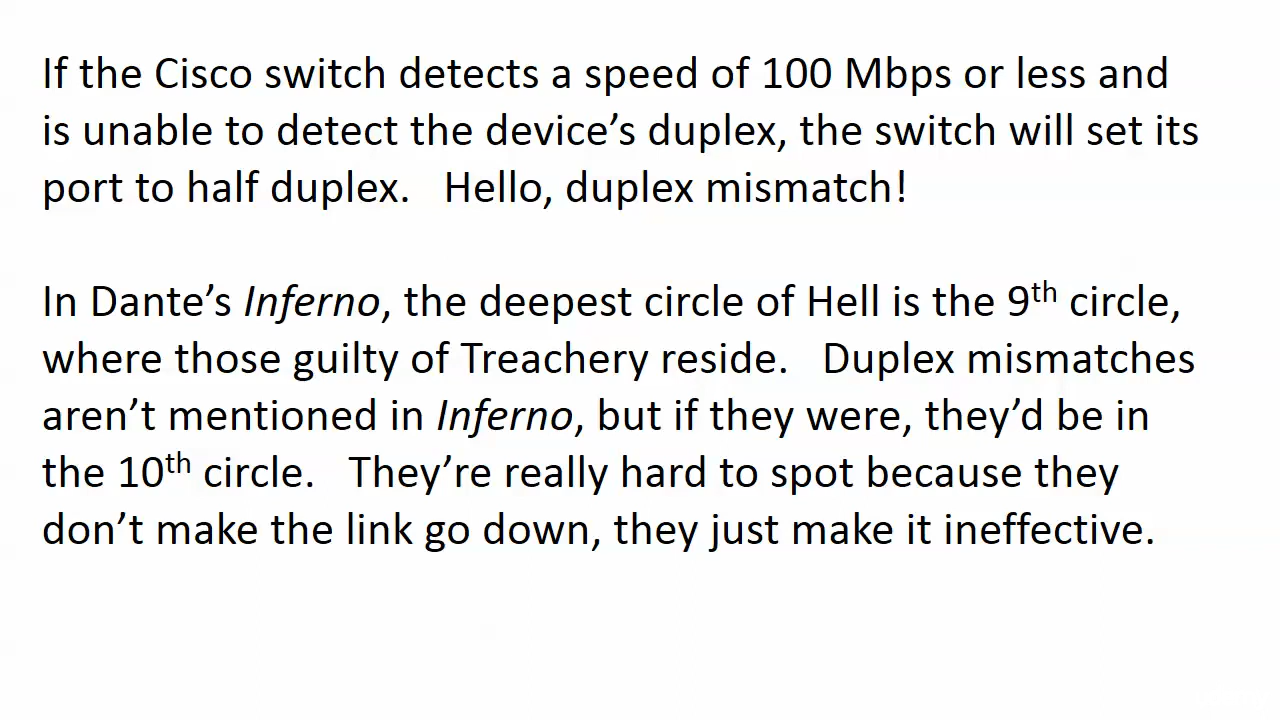 If the Cisco switch detects a speed of 100 Mbps or less and
is unable to detect the device’s duplex, the switch will set its
port to half duplex.   Hello, duplex mismatch!
In Dante’s Inferno, the deepest circle of Hell is the 9th circle,
where those guilty of Treachery reside.   Duplex mismatches
aren’t mentioned in Inferno, but if they were, they’d be in
the 10th circle.   They’re really hard to spot because they
don’t make the link go down, they just make it ineffective.